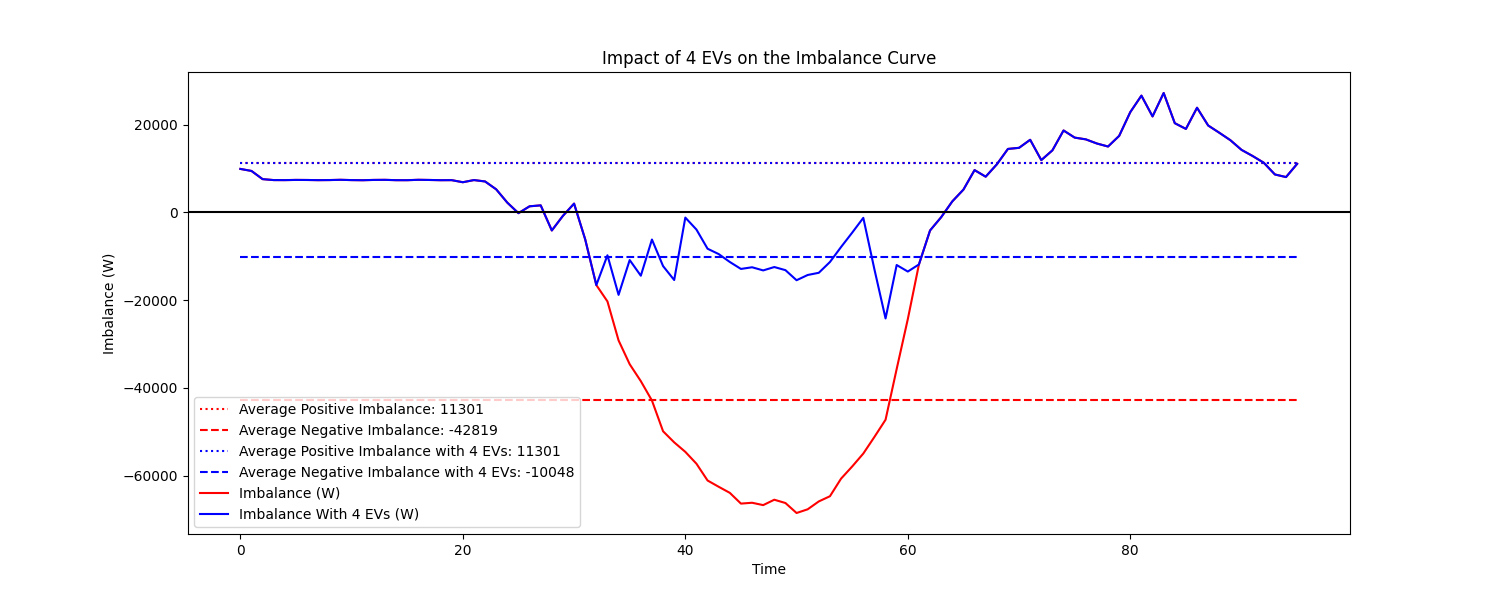 Impact of 4 EVs on the Imbalance Curve
Imbalance (W)
20000
0
−20000
−40000
−60000
Average Positive Imbalance: 11301
Average Negative Imbalance: -42819
Average Positive Imbalance with 4 EVs: 11301
Average Negative Imbalance with 4 EVs: -10048
Imbalance (W)
Imbalance With 4 EVs (W)
0 20 40 60 80
Time